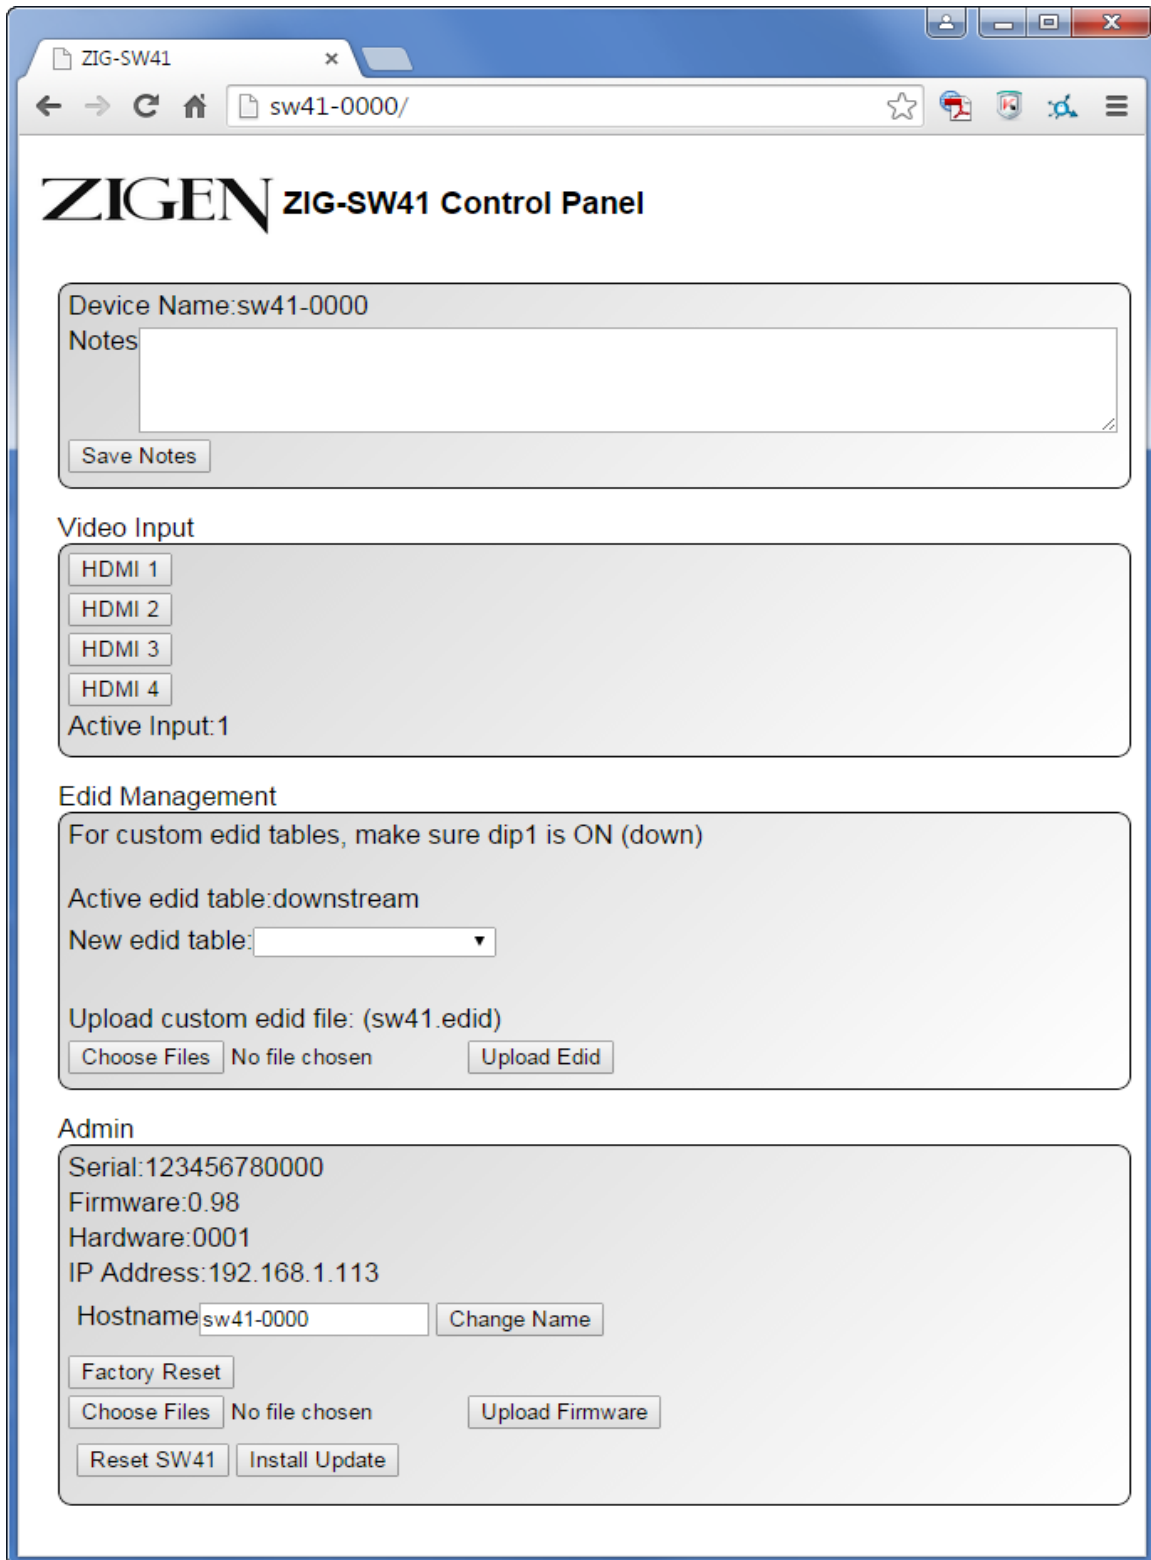 ZIG-SW41
sw41-0000/
ZIGEN ZIG-SW41 Control Panel
Device Name:sw41-0000
Notes
Save Notes
Video Input
HDMI 1
HDMI 2
HDMI 3
HDMI 4
Active Input:1
Edid Management
For custom edid tables, make sure dip1 is ON (down)
Active edid table:downstream
New edid table:
Upload custom edid file: (sw41.edid)
Choose Files No file chosen Upload Edid
Admin
Serial:123456780000
Firmware:0.98
Hardware:0001
IP Address:192.168.1.113
Hostname sw41-0000 Change Name
Factory Reset
Choose Files No file chosen Upload Firmware
Reset SW41 Install Update